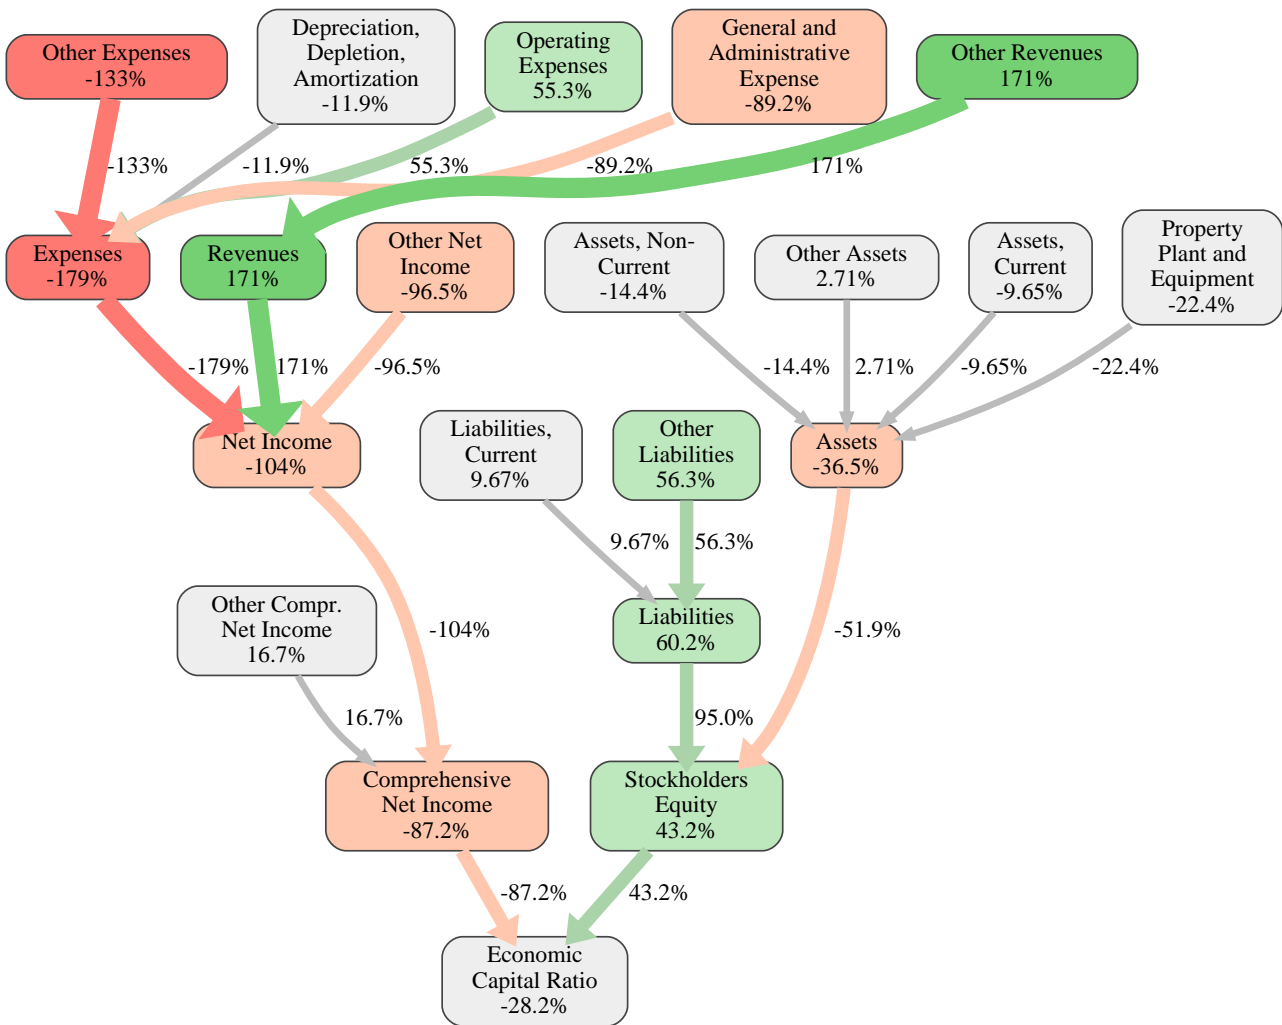 Other Expenses
-133%
Depreciation,
Depletion,
Amortization
-11.9%
Operating
Expenses
55.3%
General and
Administrative
Expense
-89.2%
Other Revenues
171%
-133%
-11.9%
55.3%
-89.2%
171%
Expenses
-179%
Revenues
171%
Other Net
Income
-96.5%
Assets, Non-
Current
-14.4%
Other Assets
2.71%
Assets,
Current
-9.65%
Property
Plant and
Equipment
-22.4%
-179%
171%
-96.5%
-14.4%
2.71%
-9.65%
-22.4%
Net Income
-104%
Liabilities,
Current
9.67%
Other
Liabilities
56.3%
Assets
-36.5%
9.67%
56.3%
Other Compr.
Net Income
16.7%
-104%
Liabilities
60.2%
-51.9%
16.7%
95.0%
Comprehensive
Net Income
-87.2%
Stockholders
Equity
43.2%
-87.2%
43.2%
Economic
Capital Ratio
-28.2%